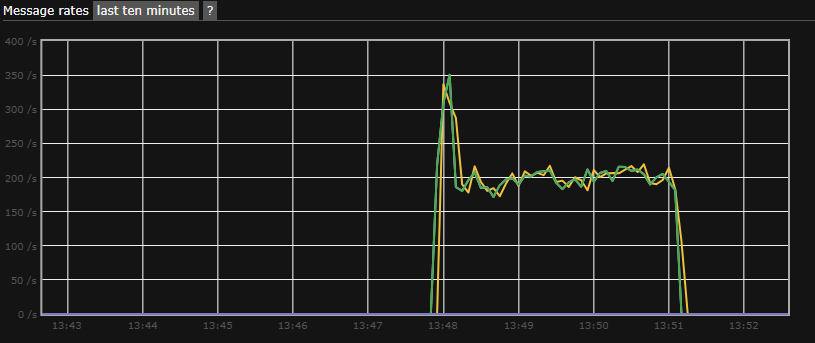 Message rates last ten minutes ?
400 /s
350 /s
300 /s
250 /s
200 /s
150 /s
100 /s
50 /s
0 /s
13:43 13:44 13:45 13:46 13:47 13:48 13:49 13:50 13:51 13:52